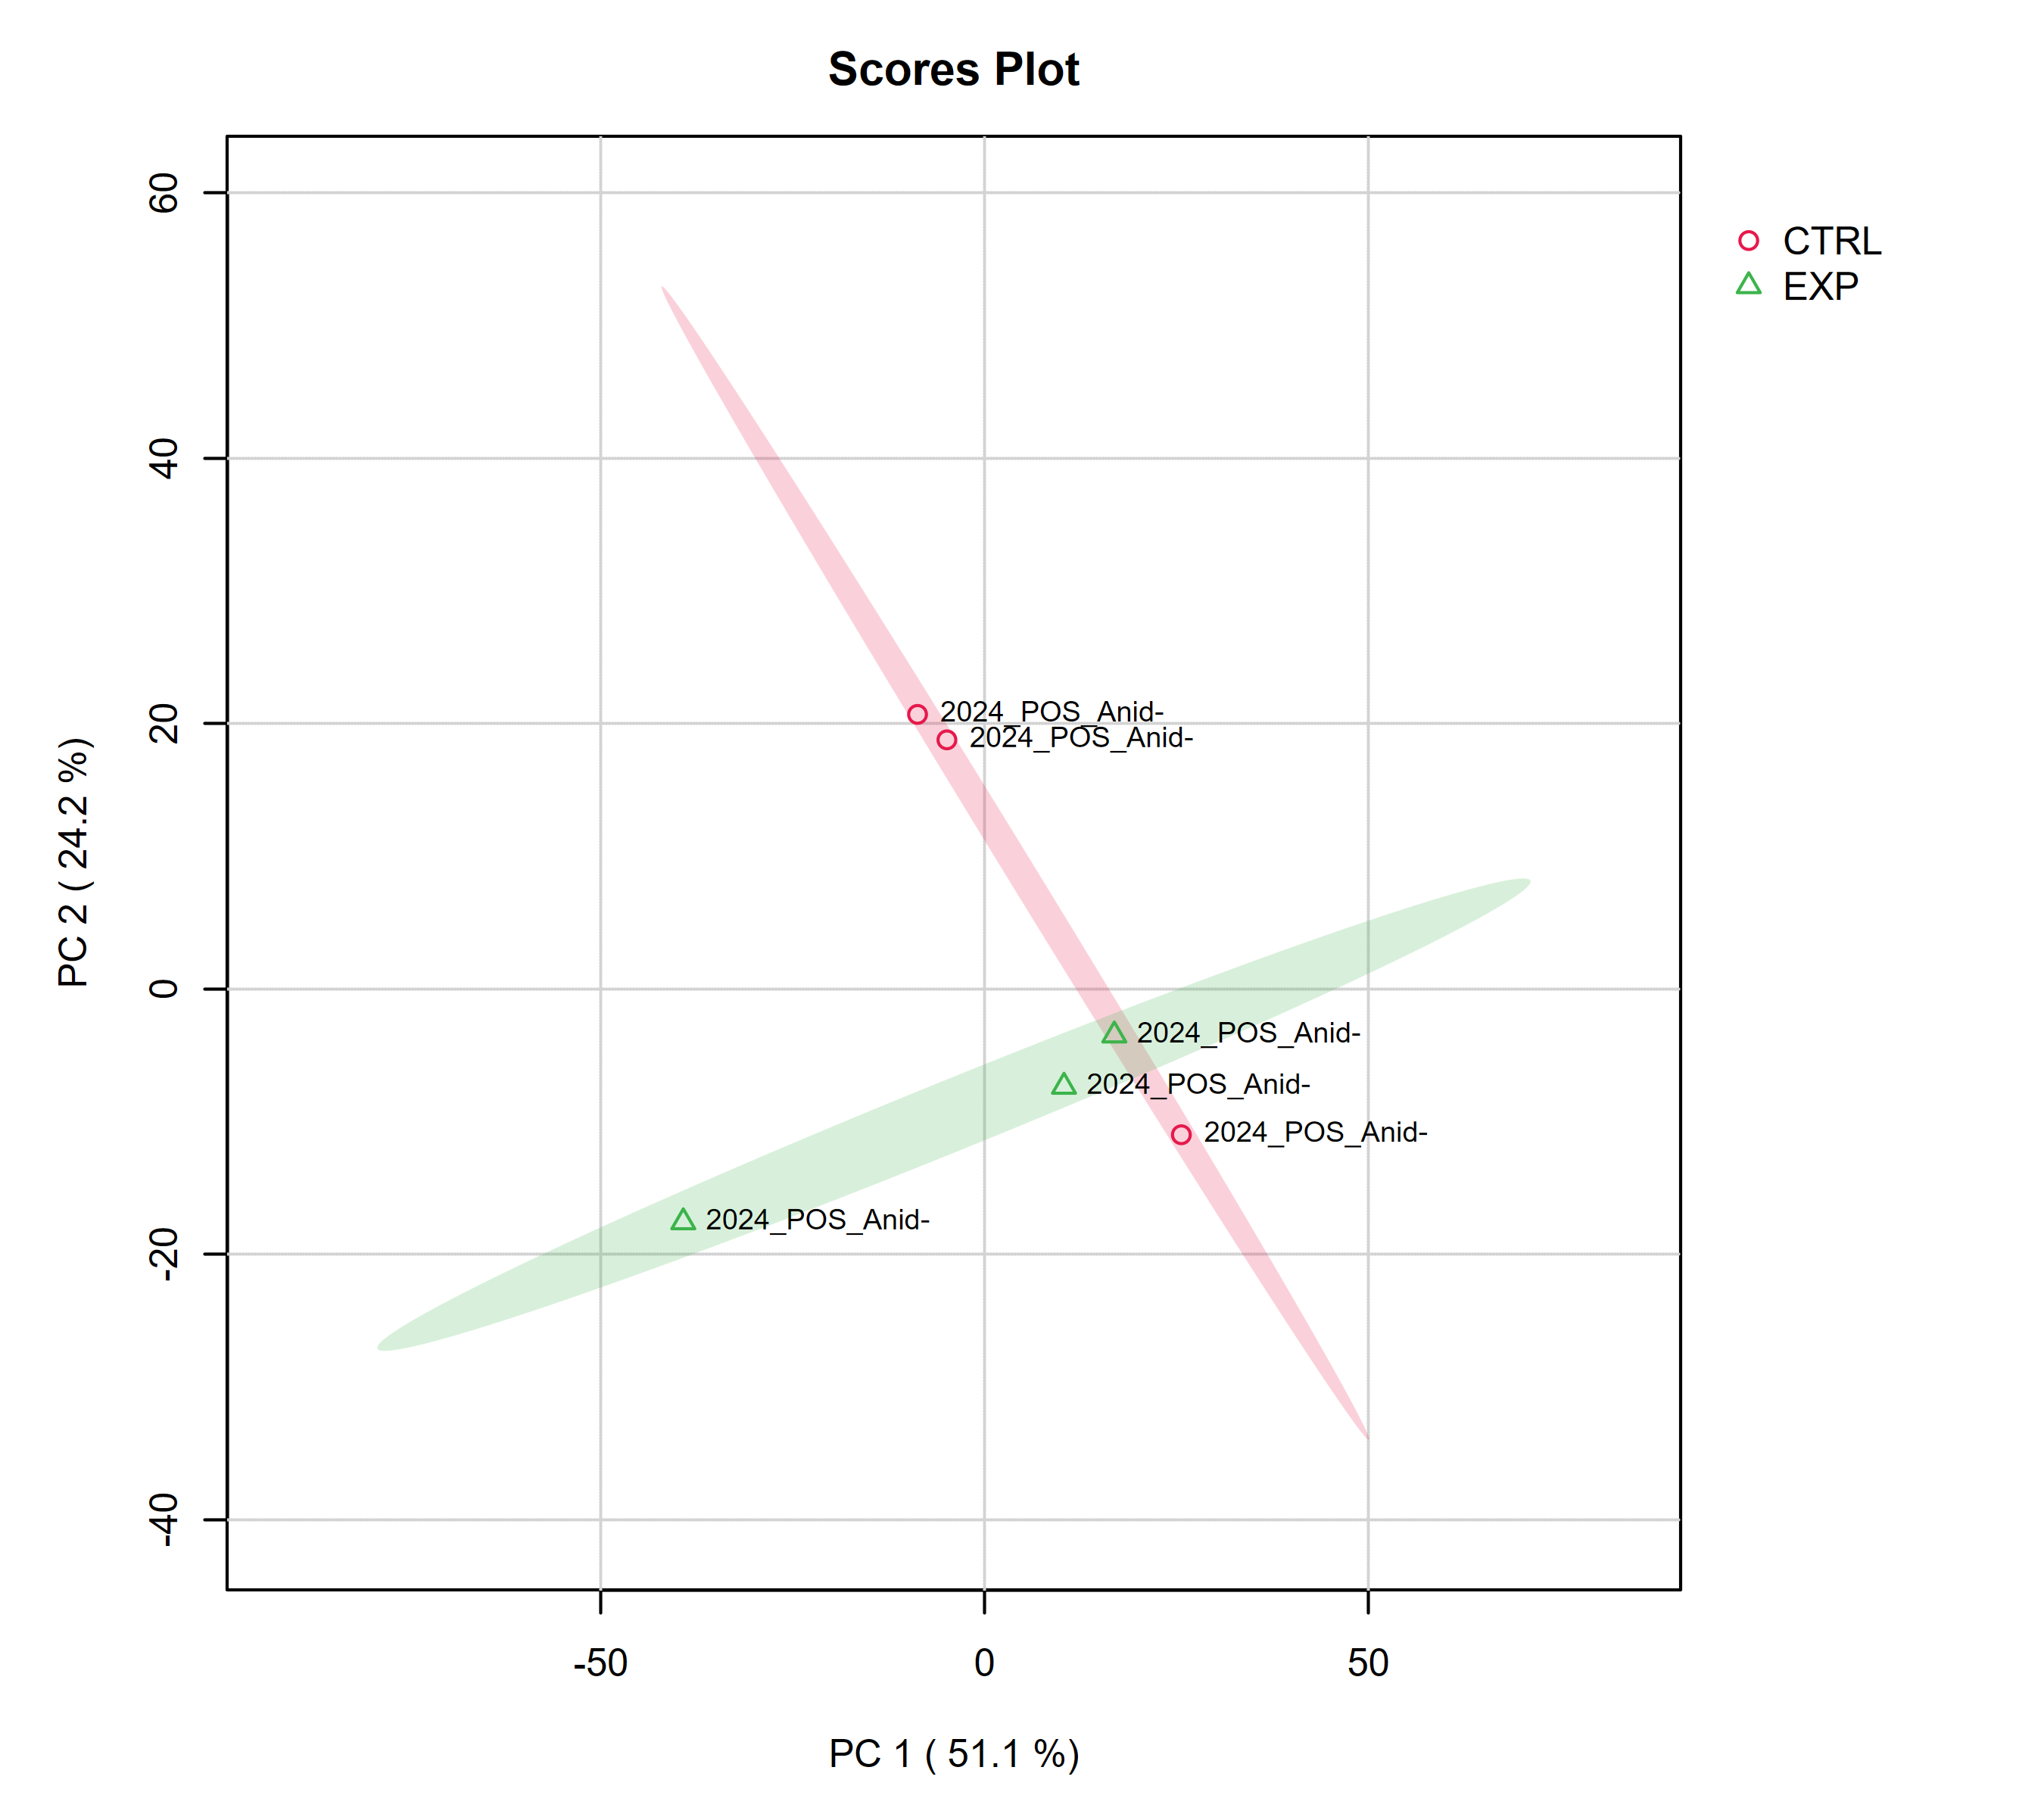 Scores Plot
60
40
20
0
-20
-40
PC 2 ( 24.2 %)
CTRL
EXP
2024_POS_Anid-
2024_POS_Anid-
2024_POS_Anid-
2024_POS_Anid-
2024_POS_Anid-
2024_POS_Anid-
-50
0
50
PC 1 ( 51.1 %)